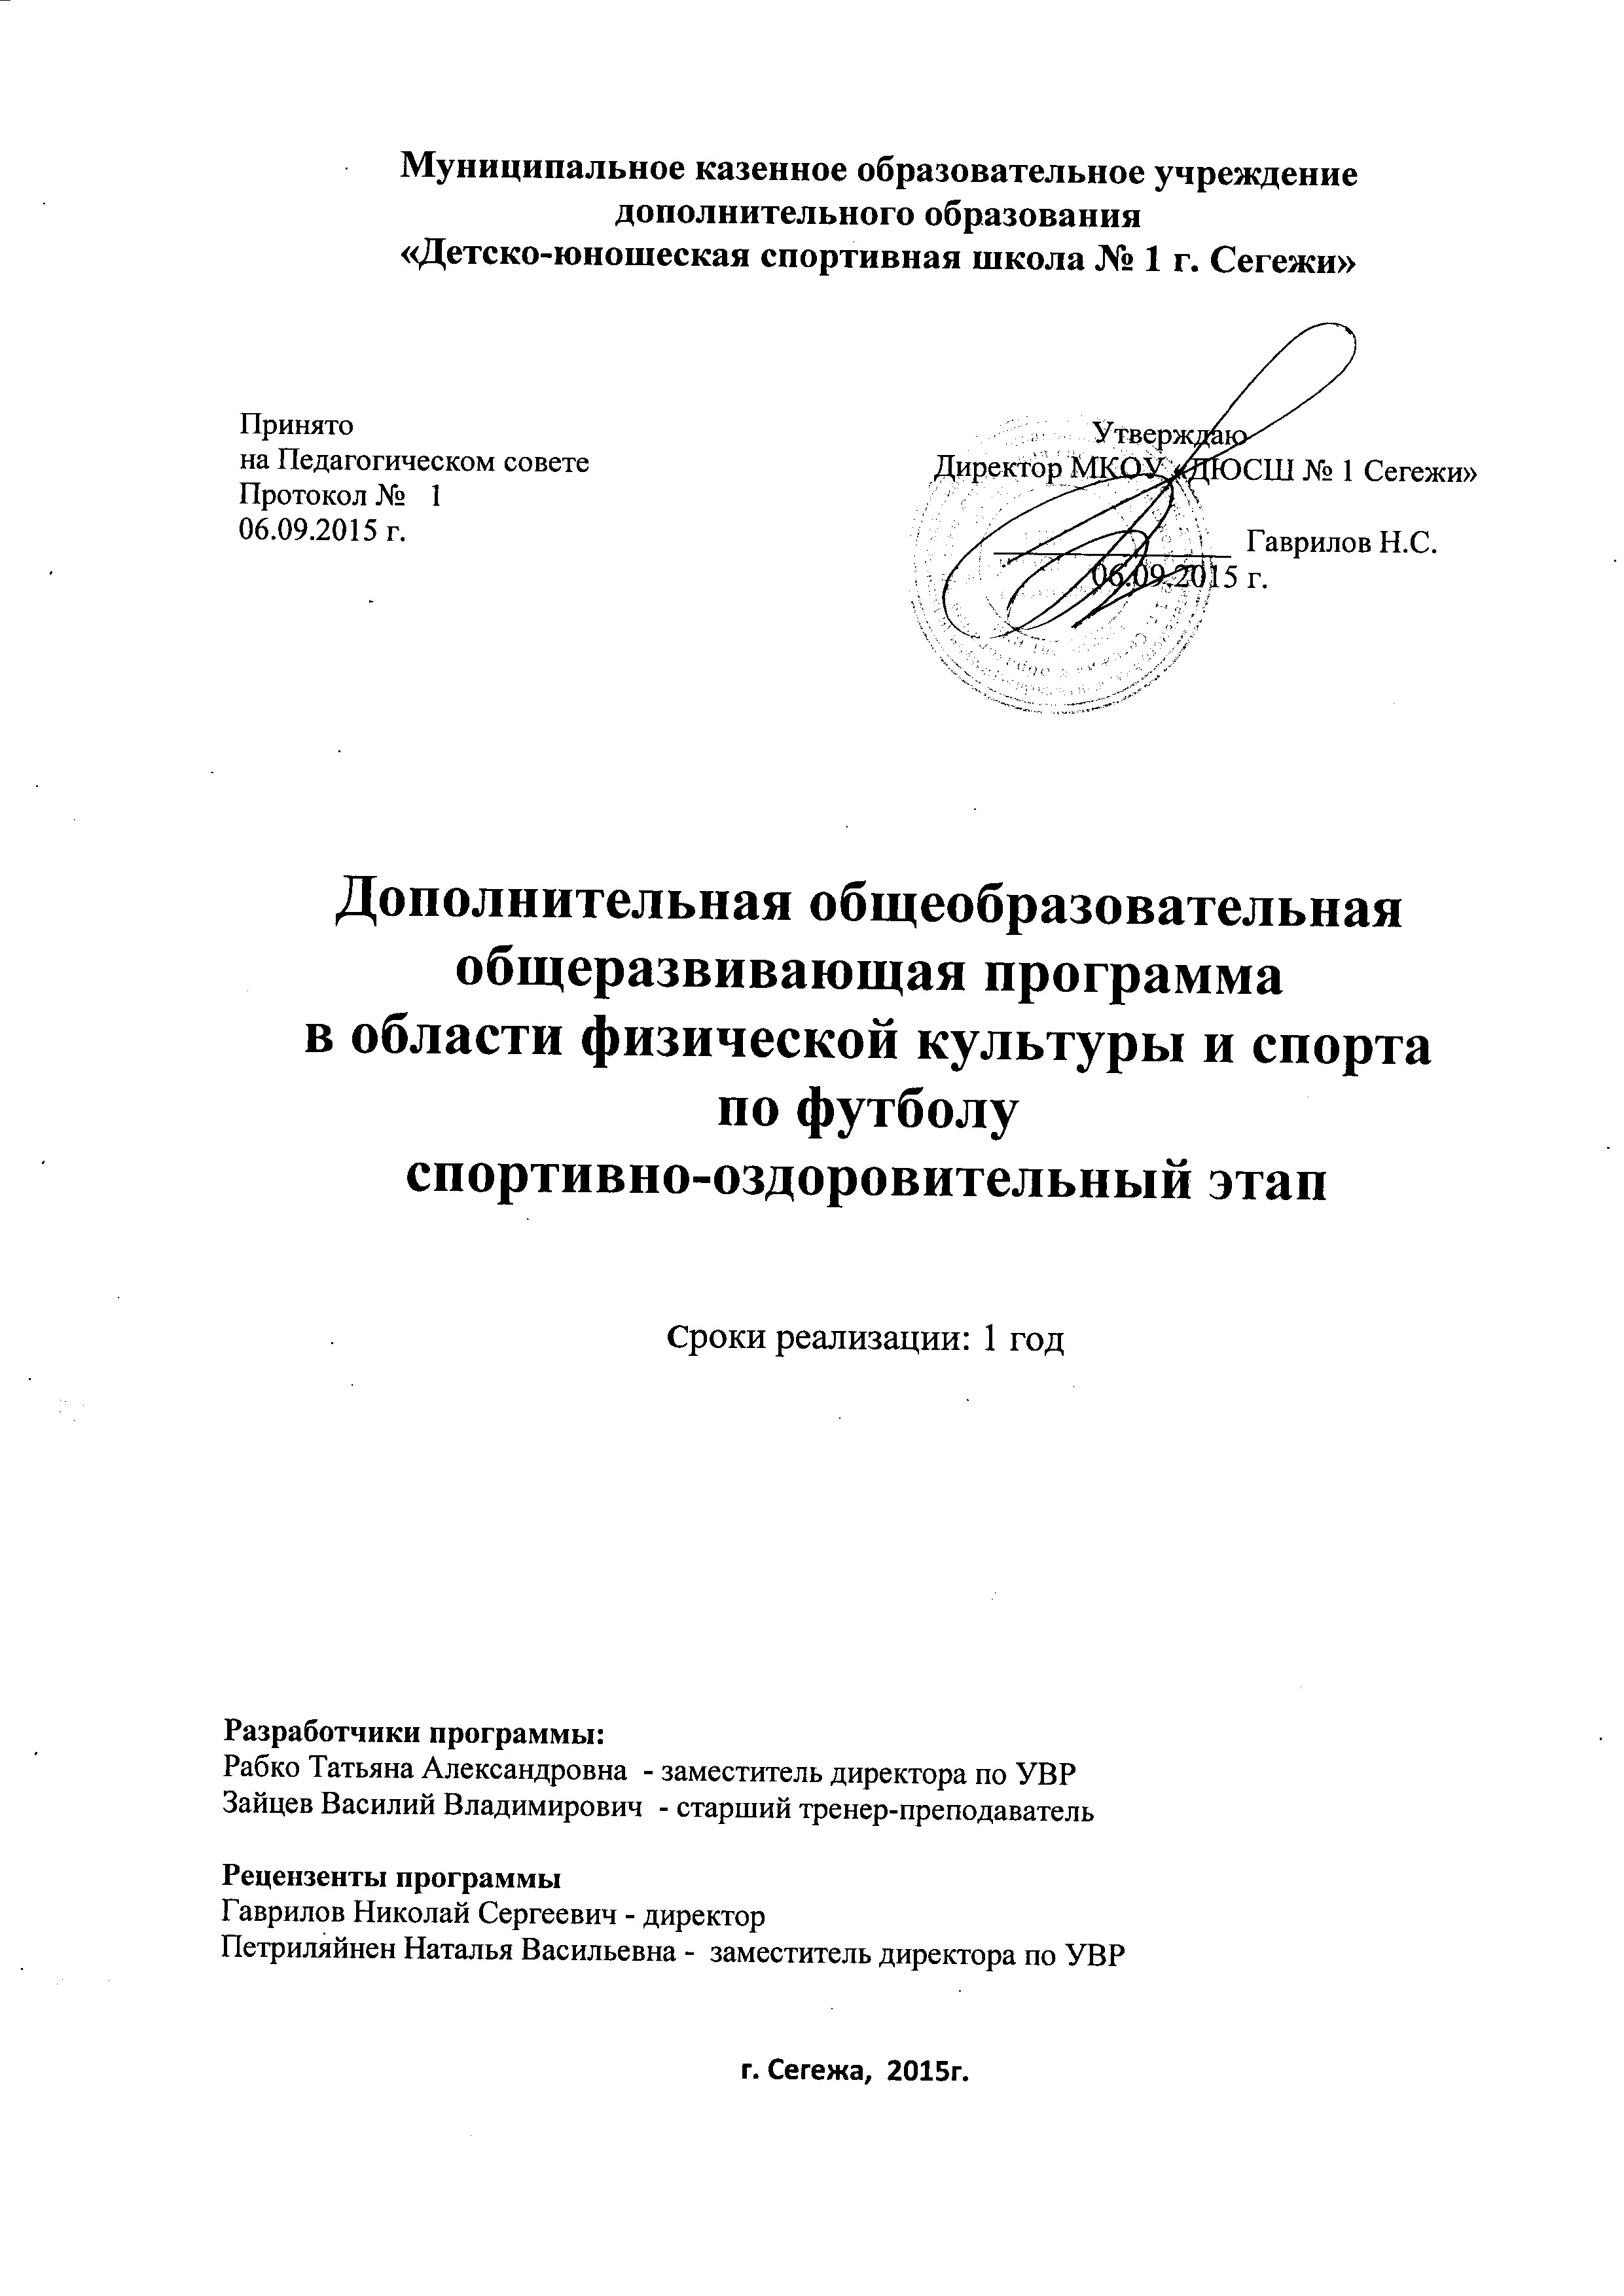 Муниципальное казенное образовательное учреждение
дополнительного образования
«Детско-юношеская спортивная школа № 1 г. Сегежи»
Принято
на Педагогическом совете
Протокол № 1
06.09.2015 г.
Утверждаю
Директор МКОУ «ДЮСШ № 1 Сегежи»
Гаврилов Н.С.
06.09.2015 г.
Дополнительная общеобразовательная
общеразвивающая программа
в области физической культуры и спорта
по футболу
спортивно-оздоровительный этап
Сроки реализации: 1 год
Разработчики программы:
Рабко Татьяна Александровна - заместитель директора по УВР
Зайцев Василий Владимирович - старший тренер-преподаватель
Рецензенты программы
Гаврилов Николай Сергеевич - директор
Петриляйнен Наталья Васильевна - заместитель директора по УВР
г. Сегежа, 2015г.